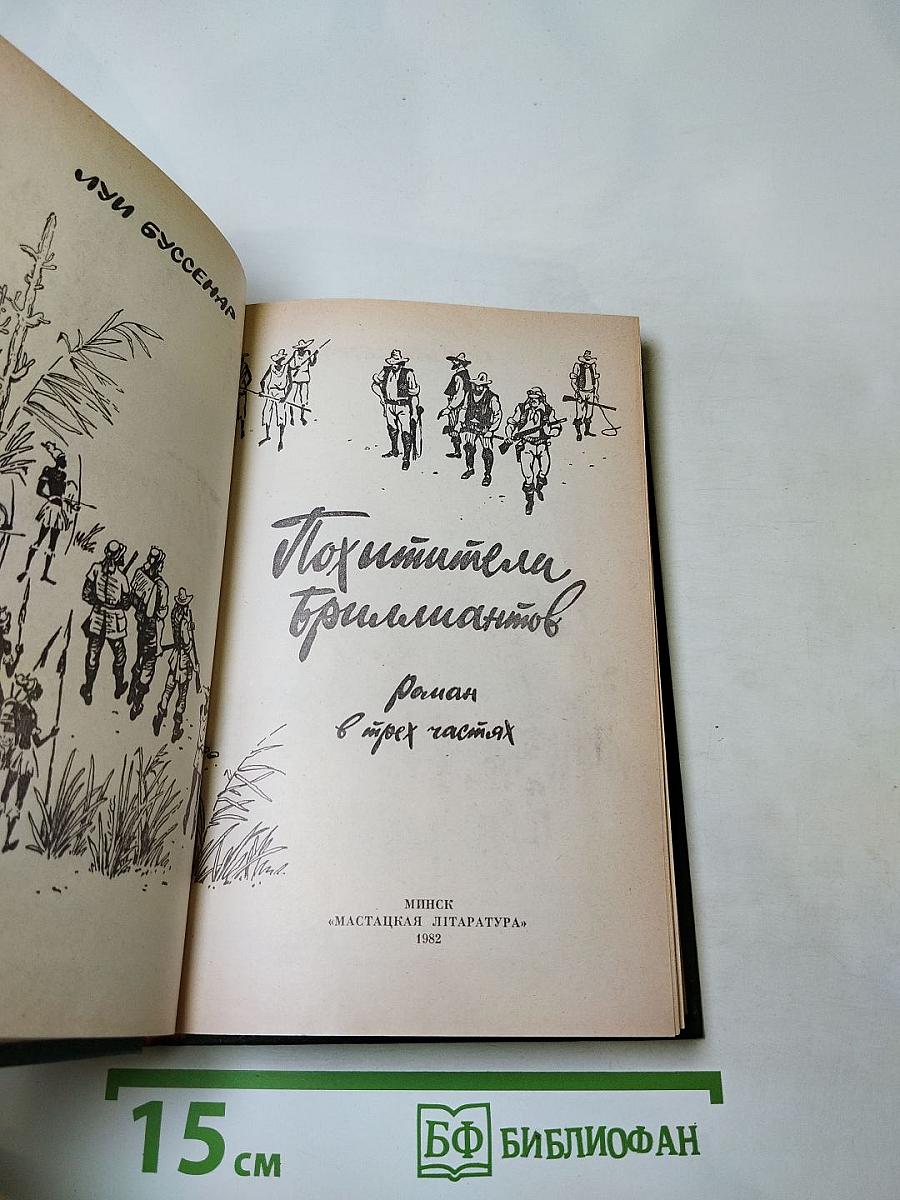 ЛУИ БУССЕНАР
Похитители
Бриллиантов
роман
в трех частях
МИНСК
«МАСТАЦКАЯ ЛІТАРАТУРА»
1982
15 см
БФ БИБЛИОФАН